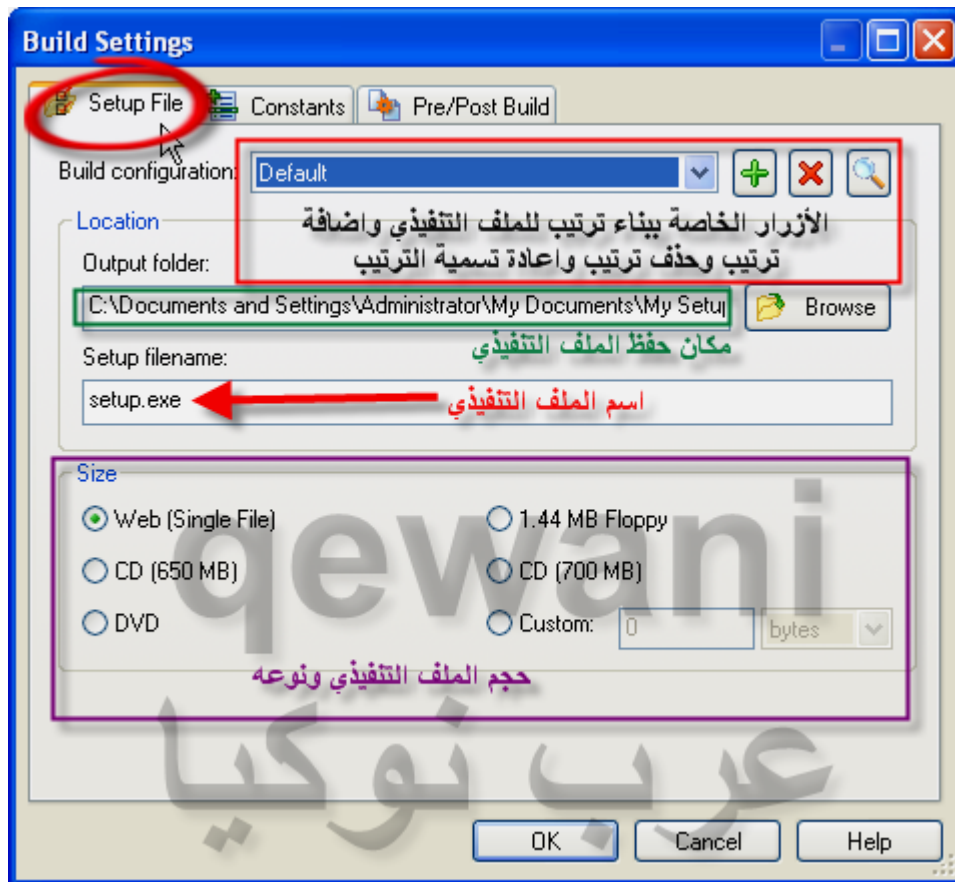 Build Settings
Setup File
Constants
Pre/Post Build
Build configuration:
Default
الأزرار الخاصة ببناء ترتيب للملف التنفيذي واضافة
ترتيب وحذف ترتيب واعادة تسمية الترتيب
Location
Output folder:
C:\Documents and Settings\Administrator\My Documents\My Setup
Browse
مكان حفظ الملف التنفيذي
Setup filename:
setup.exe
اسم الملف التنفيذي
Size
Web (Single File)
1.44 MB Floppy
CD (650 MB)
CD (700 MB)
DVD
Custom:
0
bytes
qewani
حجم الملف التنفيذي ونوعه
عرب نوكيا
OK
Cancel
Help